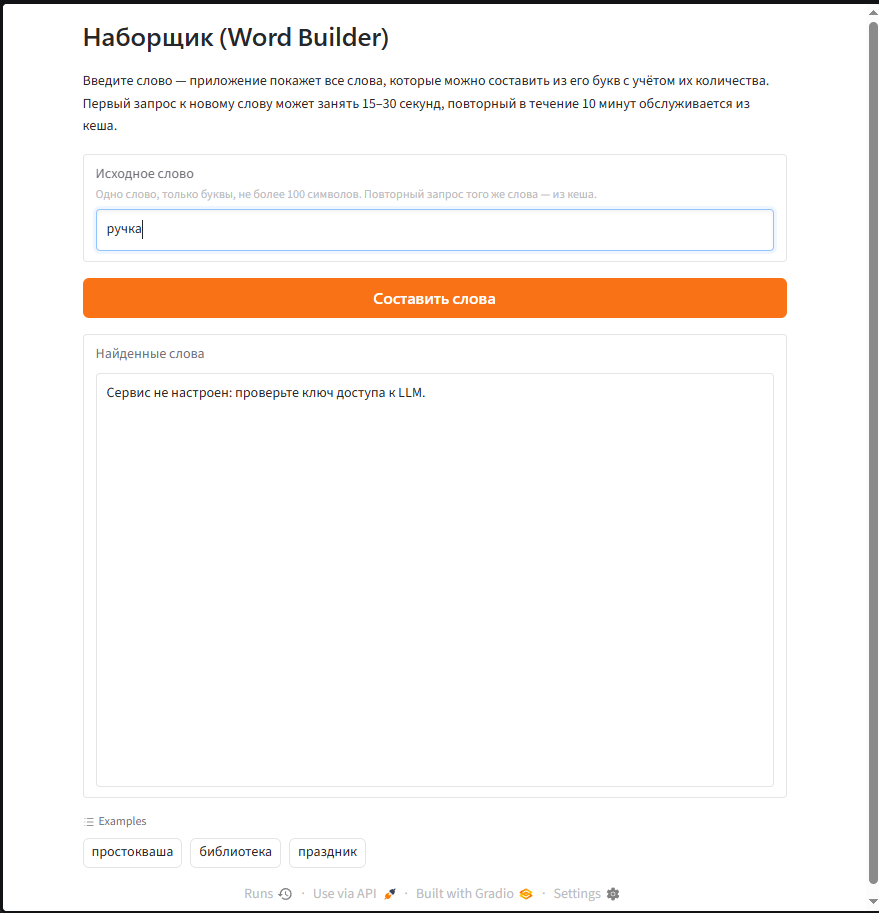 Наборщик (Word Builder)
Введите слово — приложение покажет все слова, которые можно составить из его букв с учётом их количества.
Первый запрос к новому слову может занять 15–30 секунд, повторный в течение 10 минут обслуживается из
кеша.
Исходное слово
Одно слово, только буквы, не более 100 символов. Повторный запрос того же слова — из кеша.
ручка
Составить слова
Найденные слова
Сервис не настроен: проверьте ключ доступа к LLM.
Examples
простокваша библиотека праздник
Runs · Use via API · Built with Gradio · Settings